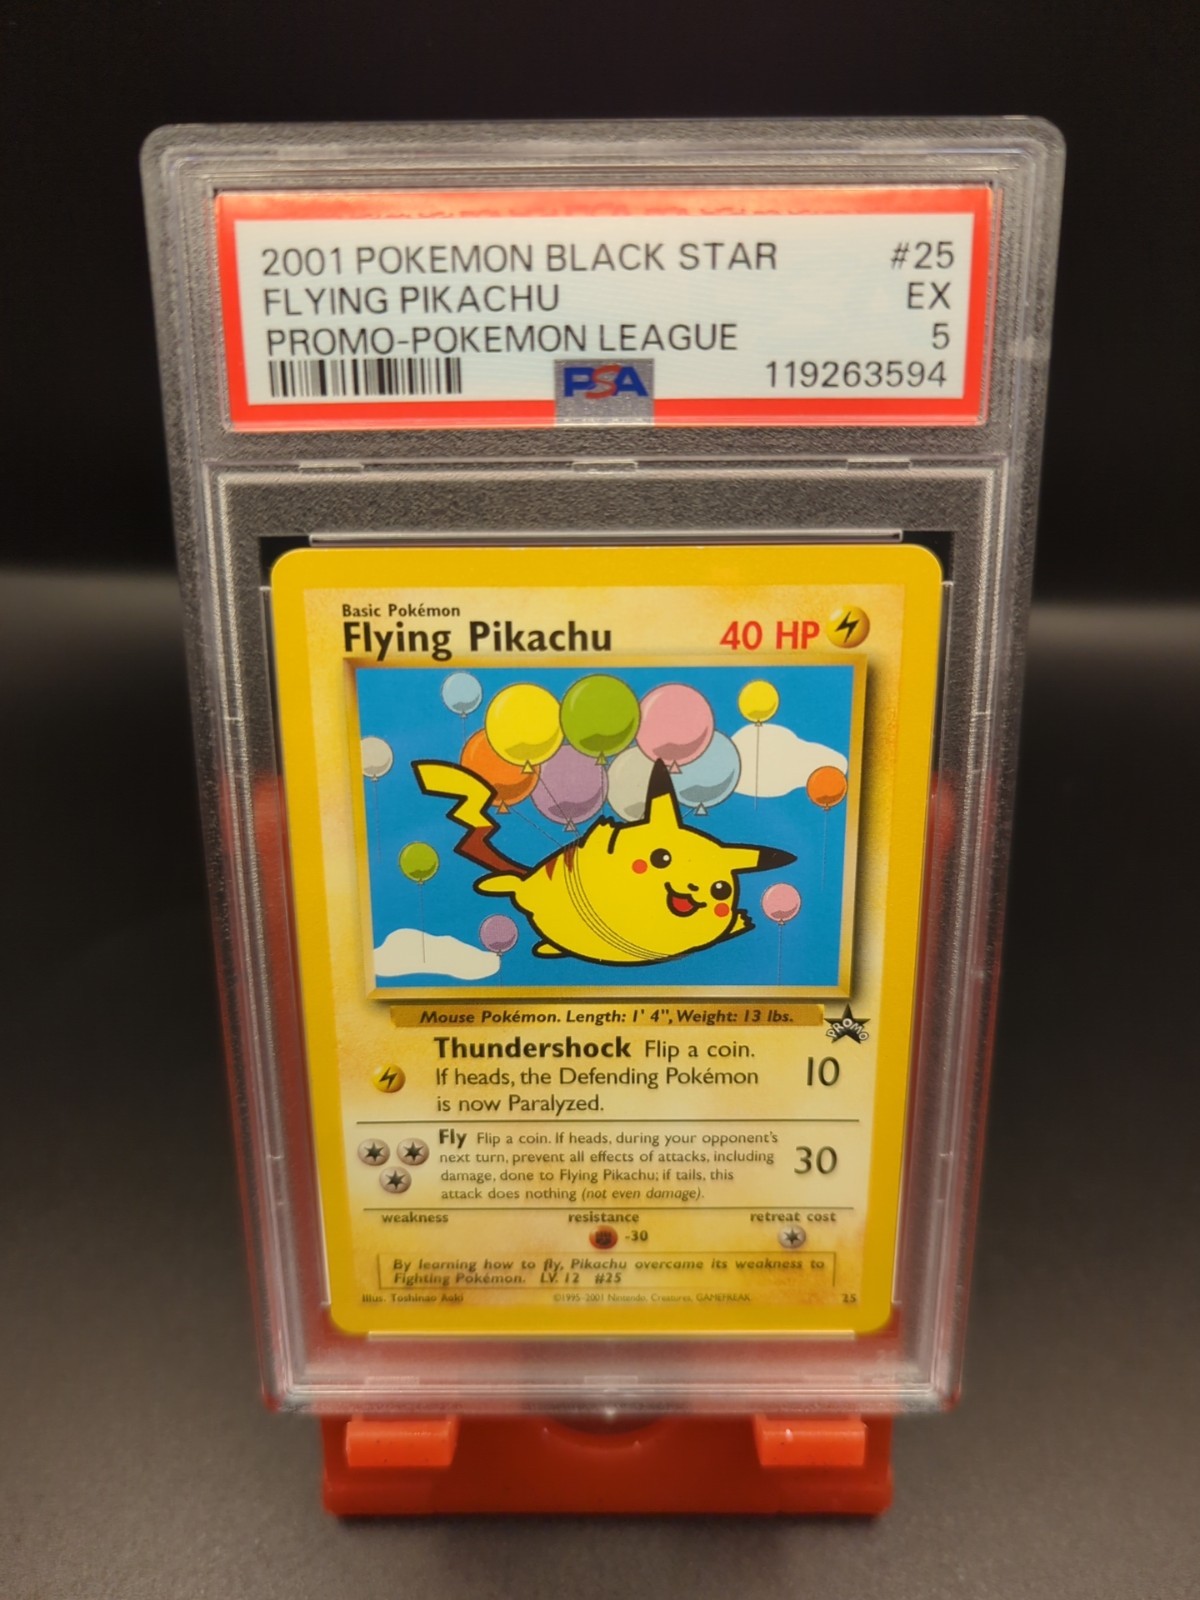 2001 POKEMON BLACK STAR #25
FLYING PIKACHU EX
PROMO-POKEMON LEAGUE 5
PSA 119263594
Basic Pokémon
Flying Pikachu 40 HP
Mouse Pokémon. Length: 1' 4", Weight: 13 lbs.
PROMO
Thundershock Flip a coin.
If heads, the Defending Pokémon 10
is now Paralyzed.
Fly Flip a coin. If heads, during your opponent's
next turn, prevent all effects of attacks, including 30
damage, done to Flying Pikachu; if tails, this
attack does nothing (not even damage).
weakness resistance retreat cost
-30
By learning how to fly, Pikachu overcame its weakness to
Fighting Pokémon. LV. 12 #25
Illus. Toshinao Aoki ©1995-2001 Nintendo, Creatures, GAMEFREAK. 25